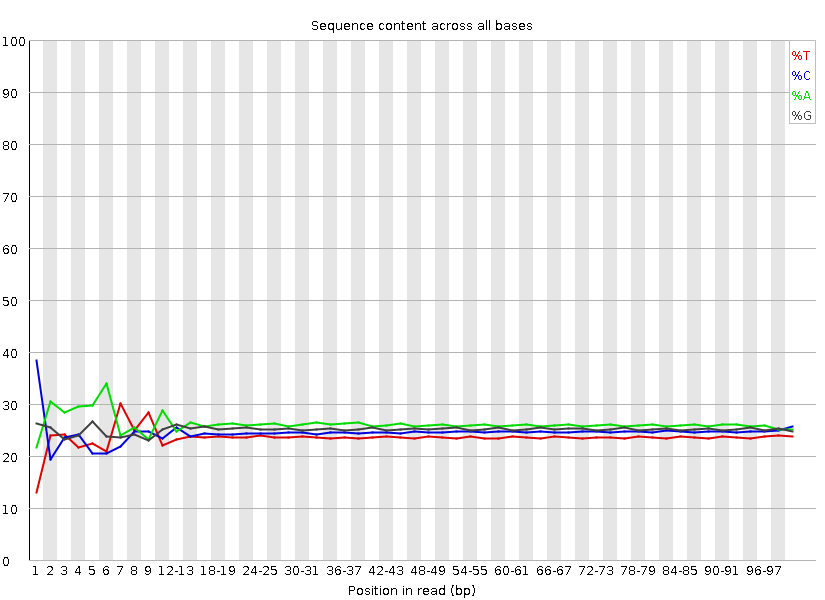 Sequence content across all bases
100
90
80
70
60
50
40
30
20
10
0
%T
%C
%A
%G
1 2 3 4 5 6 7 8 9 12-13 18-19 24-25 30-31 36-37 42-43 48-49 54-55 60-61 66-67 72-73 78-79 84-85 90-91 96-97
Position in read (bp)